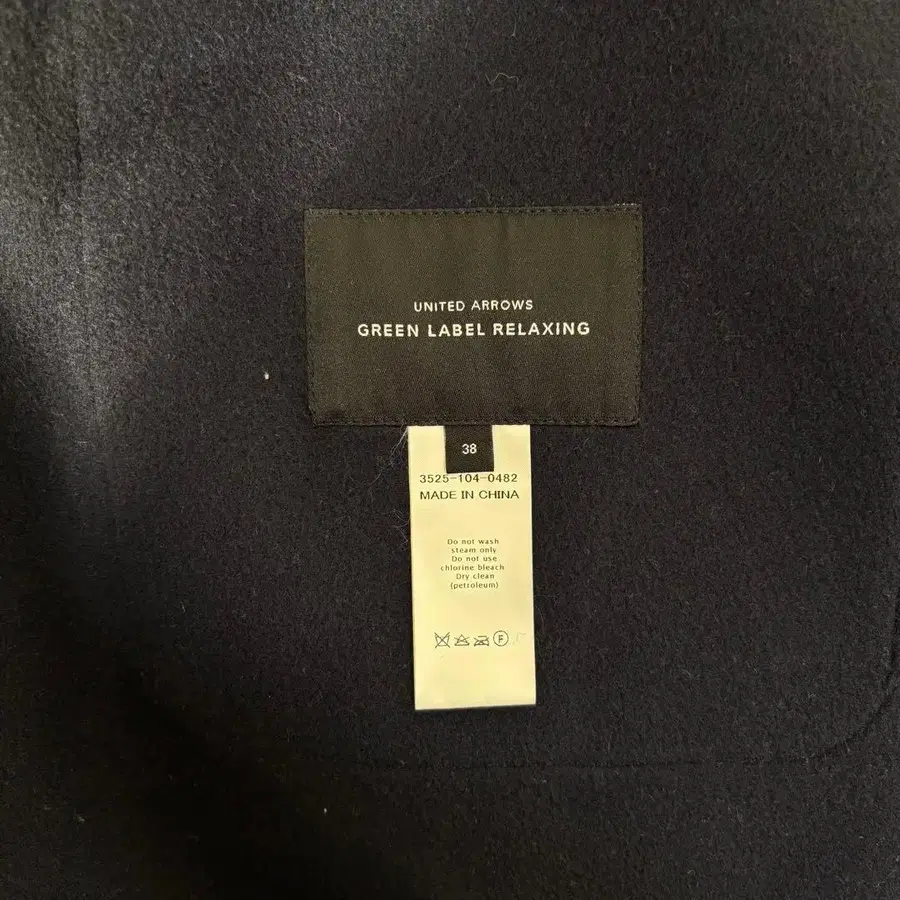 UNITED ARROWS
GREEN LABEL RELAXING
38
3525-104-0482
MADE IN CHINA
Do not wash
steam only
Do not use
chlorine bleach
Dry clean
(petroleum)
F